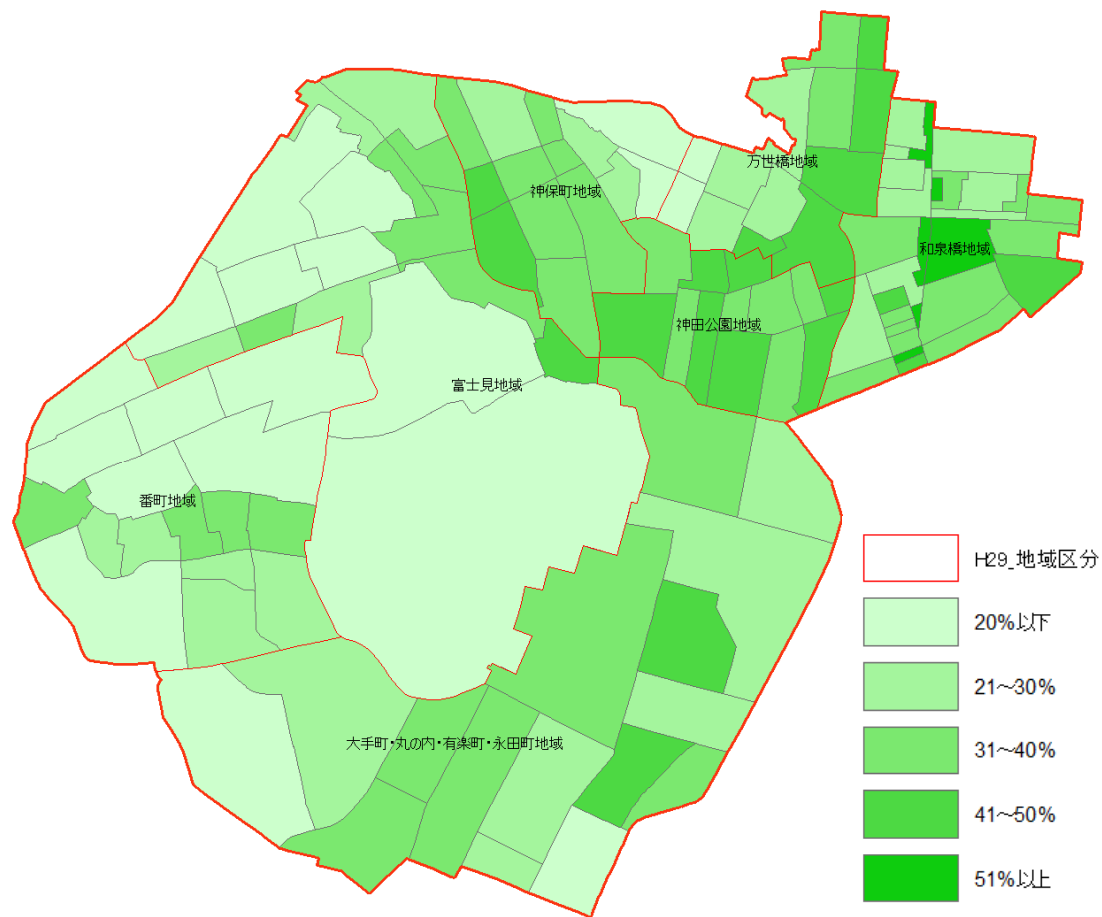 万世橋地域
神保町地域
和泉橋地域
神田公園地域
富士見地域
番町地域
大手町・丸の内・有楽町・永田町地域
H29_地域区分
20%以下
21～30%
31～40%
41～50%
51%以上